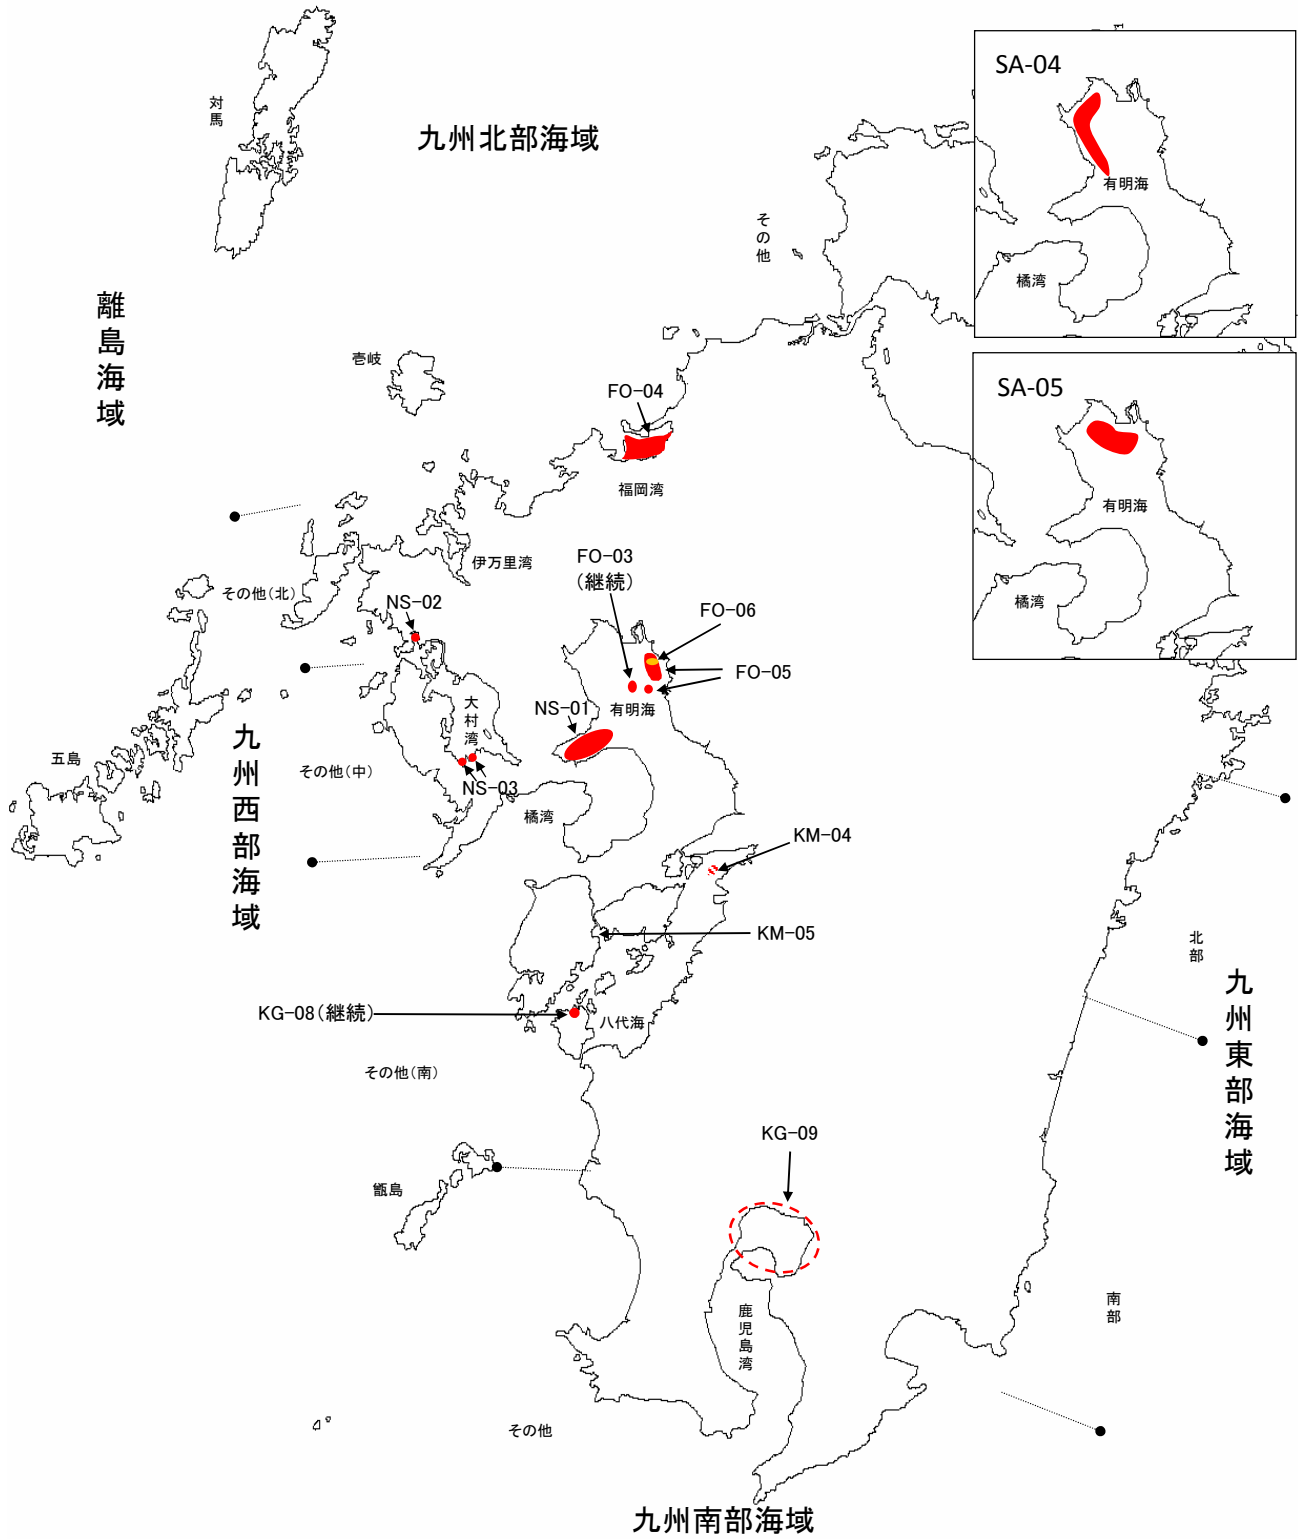 SA-04
対馬
九州北部海域
有明海
その他
橘湾
離島海域
壱岐
SA-05
FO-04
福岡湾
有明海
FO-03
(継続)
伊万里湾
その他(北)
NS-02
橘湾
FO-06
FO-05
大村湾
NS-01
有明海
五島
九州西部海域
その他(中)
NS-03
橘湾
KM-04
KM-05
北部
九州東部海域
KG-08(継続)
八代海
その他(南)
KG-09
甑島
南部
鹿児島湾
その他
九州南部海域